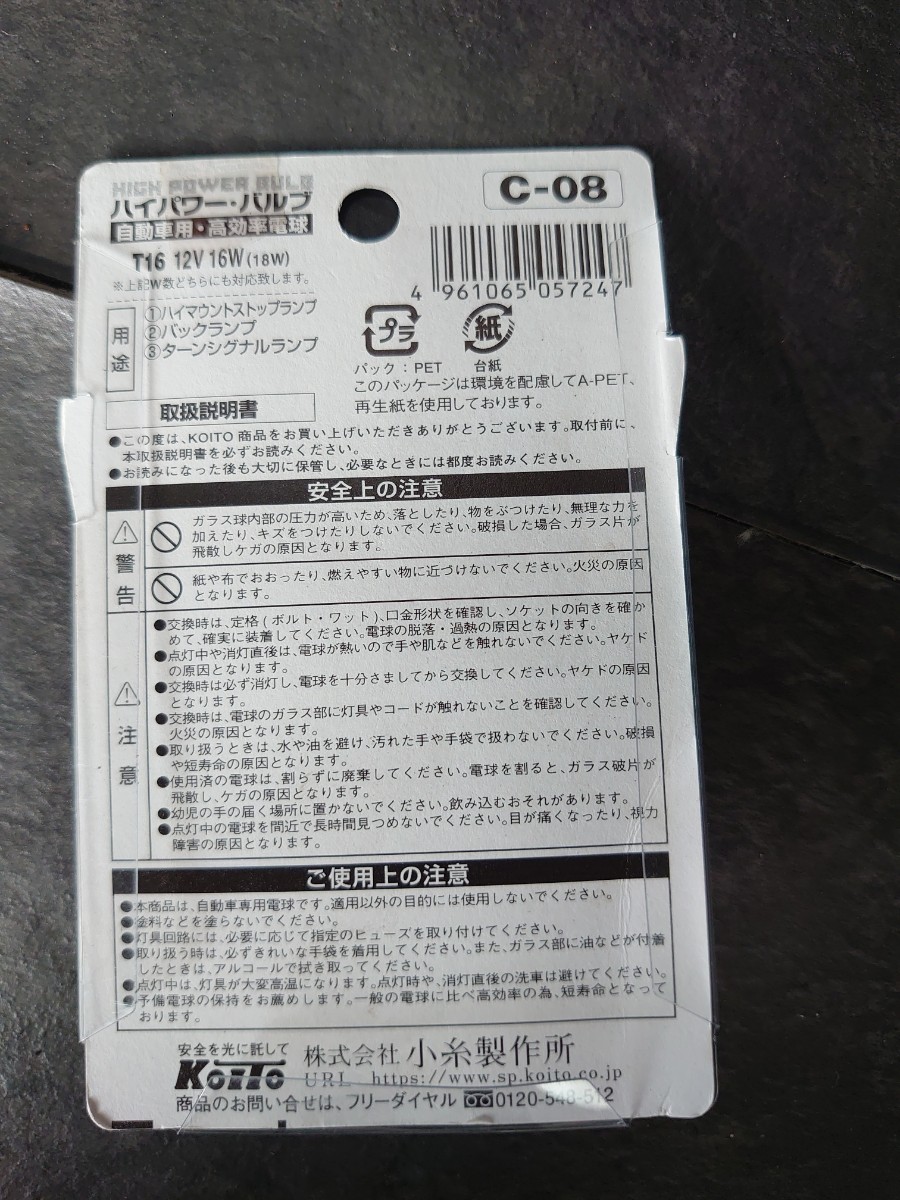 HIGH POWER BULB
C-08
ハイパワー・バルブ
自動車用・高効率電球
T16 12V 16W(18W)
※上記W数どちらにも対応致します。
4 961065 057247
用途
①ハイマウントストップランプ
②バックランプ
③ターンシグナルランプ
プラ
紙
パック：PET 台紙
このパッケージは環境を配慮してA-PET、
再生紙を使用しております。
取扱説明書
●この度は、KOITO 商品をお買い上げいただきありがとうございます。取付前に、
本取扱説明書を必ずお読みください。
●お読みになった後も大切に保管し、必要なときには都度お読みください。
安全上の注意
警告
ガラス球内部の圧力が高いため、落としたり、物をぶつけたり、無理な力を
加えたり、キズをつけたりしないでください。破損した場合、ガラス片が
飛散しケガの原因となります。
紙や布でおおったり、燃えやすい物に近づけないでください。火災の原因
となります。
注意
●交換時は、定格(ボルト・ワット)、口金形状を確認し、ソケットの向きを確か
めて、確実に装着してください。電球の脱落・過熱の原因となります。
●点灯中や消灯直後は、電球が熱いので手や肌などを触れないでください。ヤケド
の原因となります。
●交換時は必ず消灯し、電球を十分さましてから交換してください。ヤケドの原因
となります。
●交換時は、電球のガラス部に灯具やコードが触れないことを確認してください。
火災の原因となります。
●取り扱うときは、水や油を避け、汚れた手や手袋で扱わないでください。破損
や短寿命の原因となります。
●使用済の電球は、割らずに廃棄してください。電球を割ると、ガラス破片が
飛散し、ケガの原因となります。
●幼児の手の届く場所に置かないでください。飲み込むおそれがあります。
●点灯中の電球を間近で長時間見つめないでください。目が痛くなったり、視力
障害の原因となります。
ご使用上の注意
●本商品は、自動車専用電球です。適用以外の目的には使用しないでください。
●塗料などを塗らないでください。
●灯具回路には、必要に応じて指定のヒューズを取り付けてください。
●取り扱う時は、必ずきれいな手袋を着用してください。また、ガラス部に油などが付着
したときは、アルコールで拭き取ってください。
●点灯中は、灯具が大変高温になります。点灯時や、消灯直後の洗車は避けてください。
●予備電球の保持をお薦めします。一般の電球に比べ高効率の為、短寿命となって
おります。
安全を光に託して
KOITO
株式会社 小糸製作所
URL https://www.sp.koito.co.jp
商品のお問い合せは、フリーダイヤル 0120-548-512